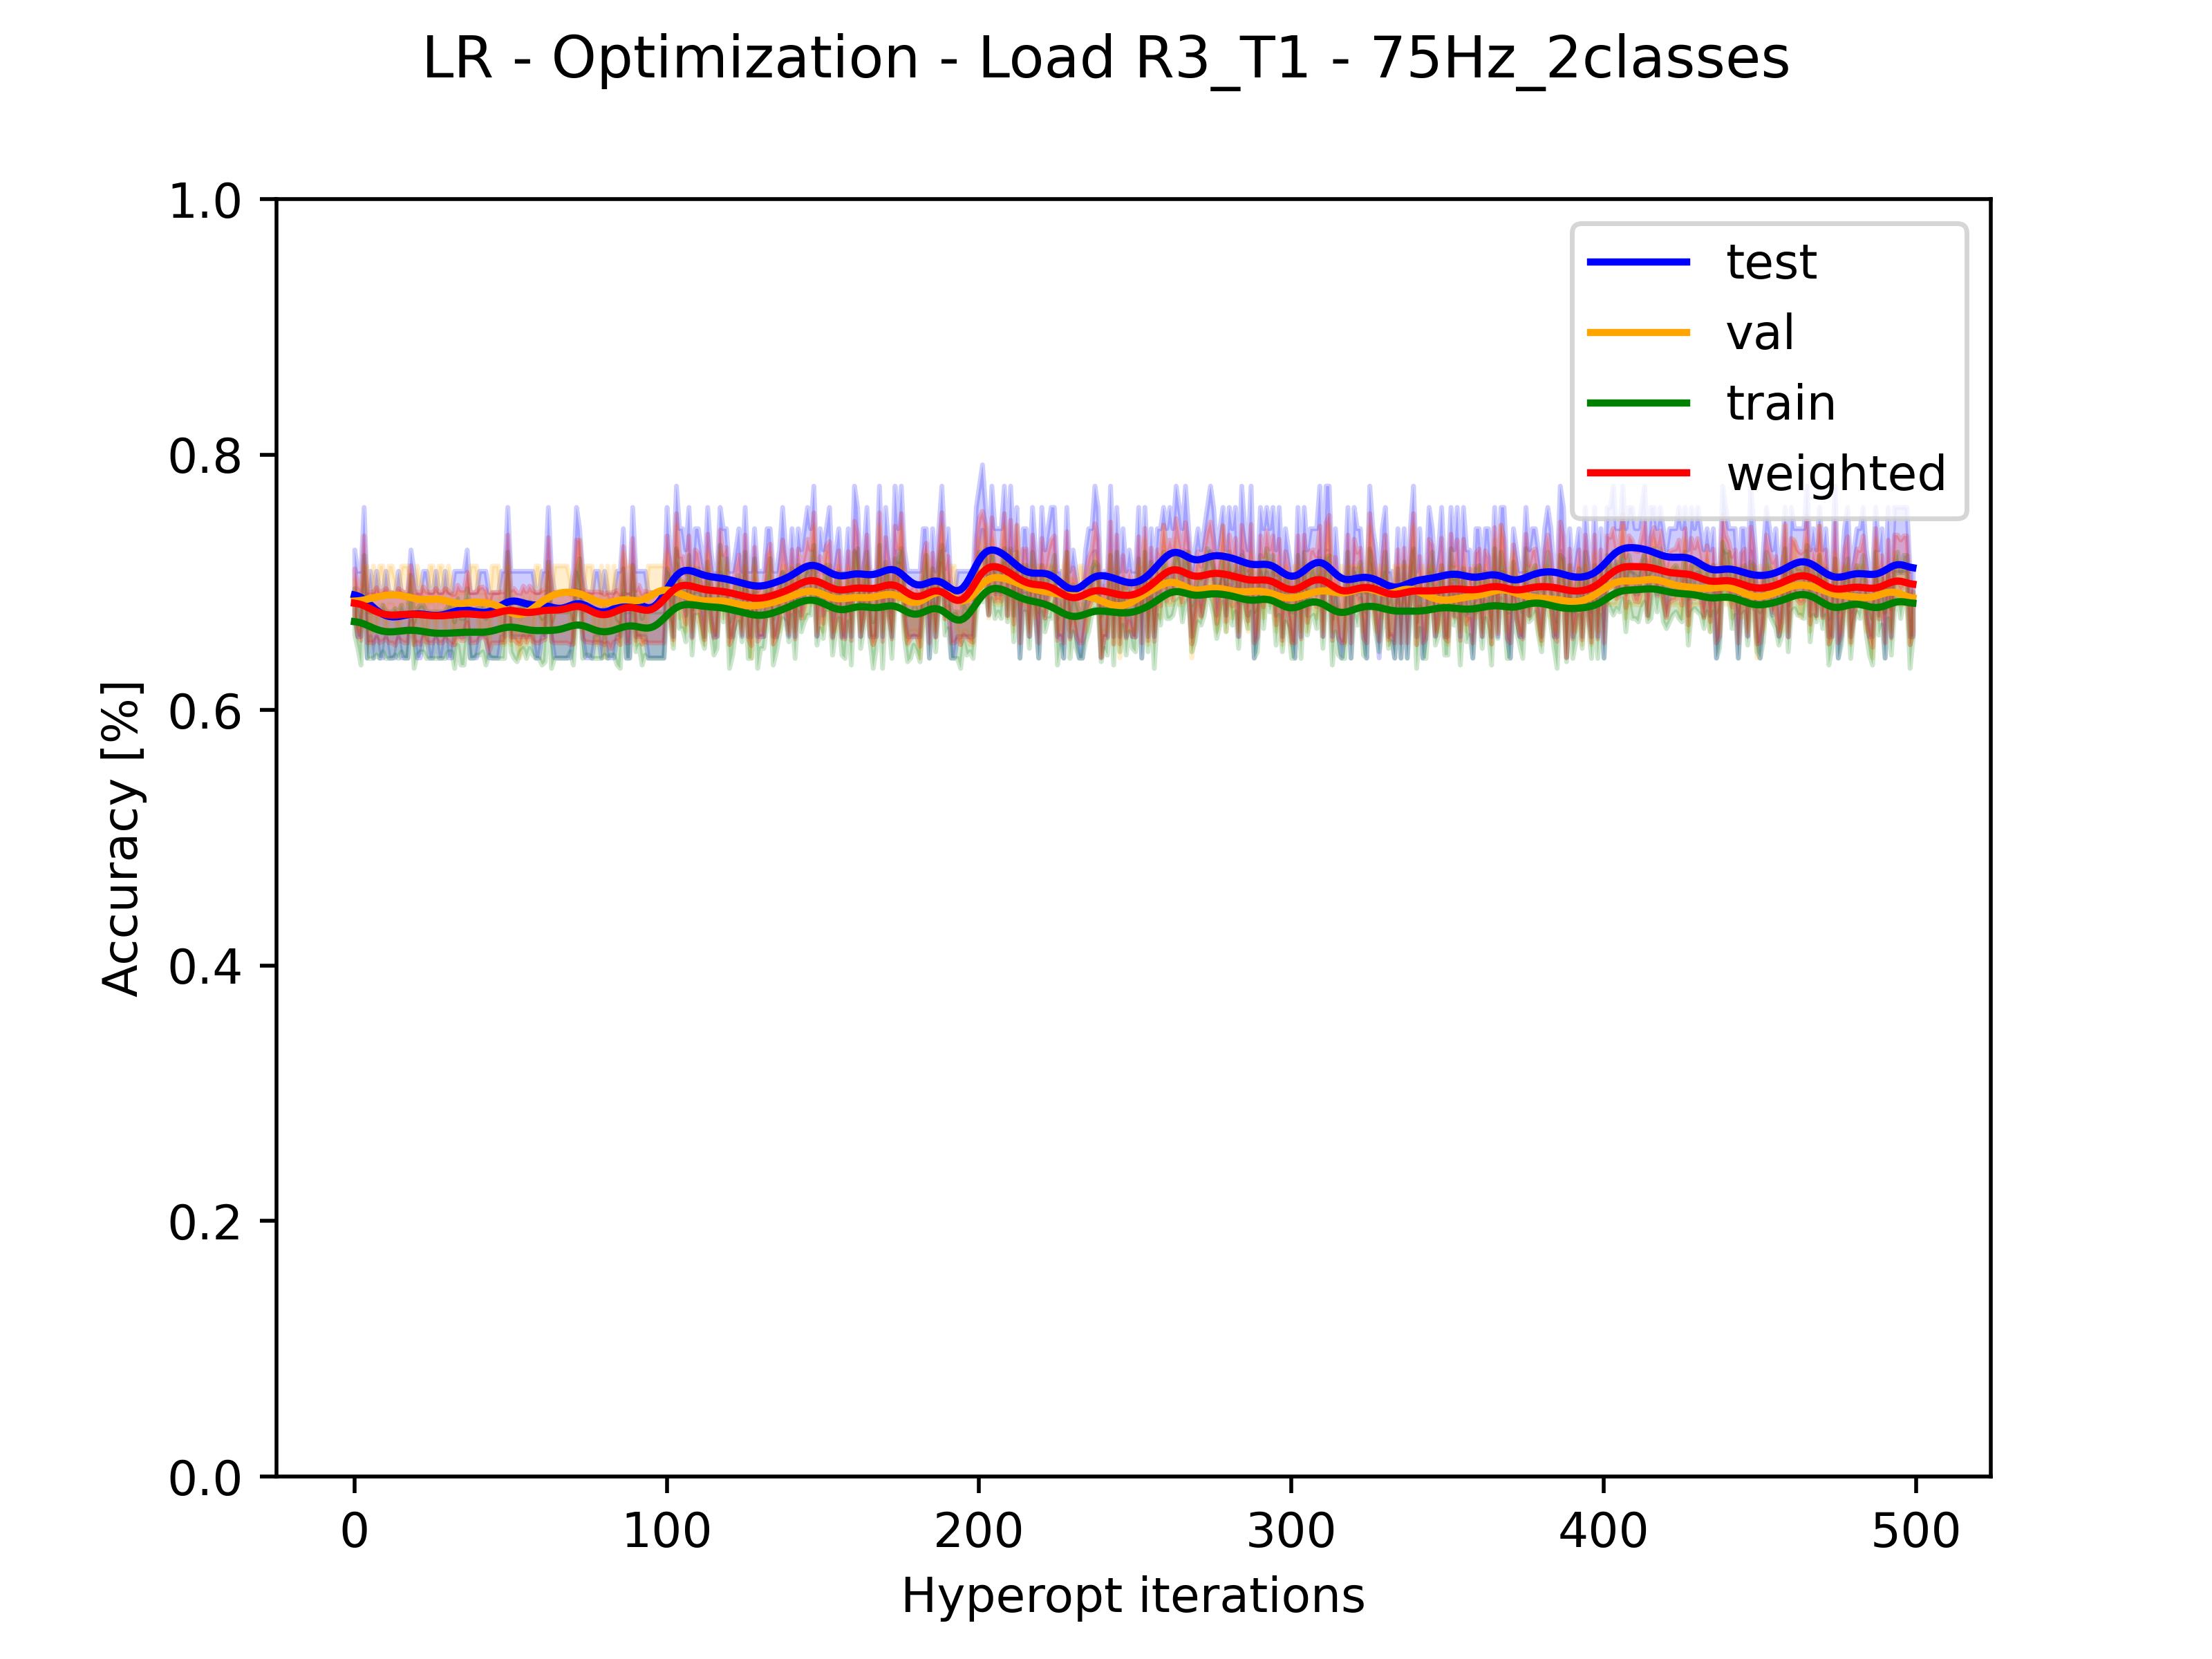 LR - Optimization - Load R3_T1 - 75Hz_2classes
1.0
0.8
0.6
0.4
0.2
0.0
Accuracy [%]
test
val
train
weighted
0 100 200 300 400 500
Hyperopt iterations